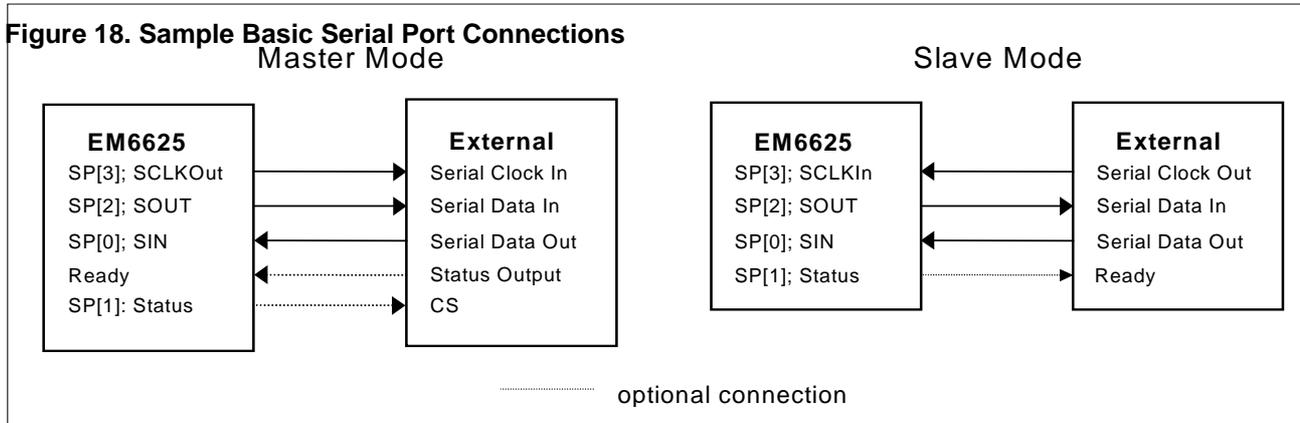 Figure 18. Sample Basic Serial Port Connections
Master Mode
EM6625
SP[3]; SCLKOut
SP[2]; SOUT
SP[0]; SIN
Ready
SP[1]: Status
External
Serial Clock In
Serial Data In
Serial Data Out
Status Output
CS
Slave Mode
EM6625
SP[3]; SCLKIn
SP[2]; SOUT
SP[0]; SIN
SP[1]; Status
External
Serial Clock Out
Serial Data In
Serial Data Out
Ready
optional connection